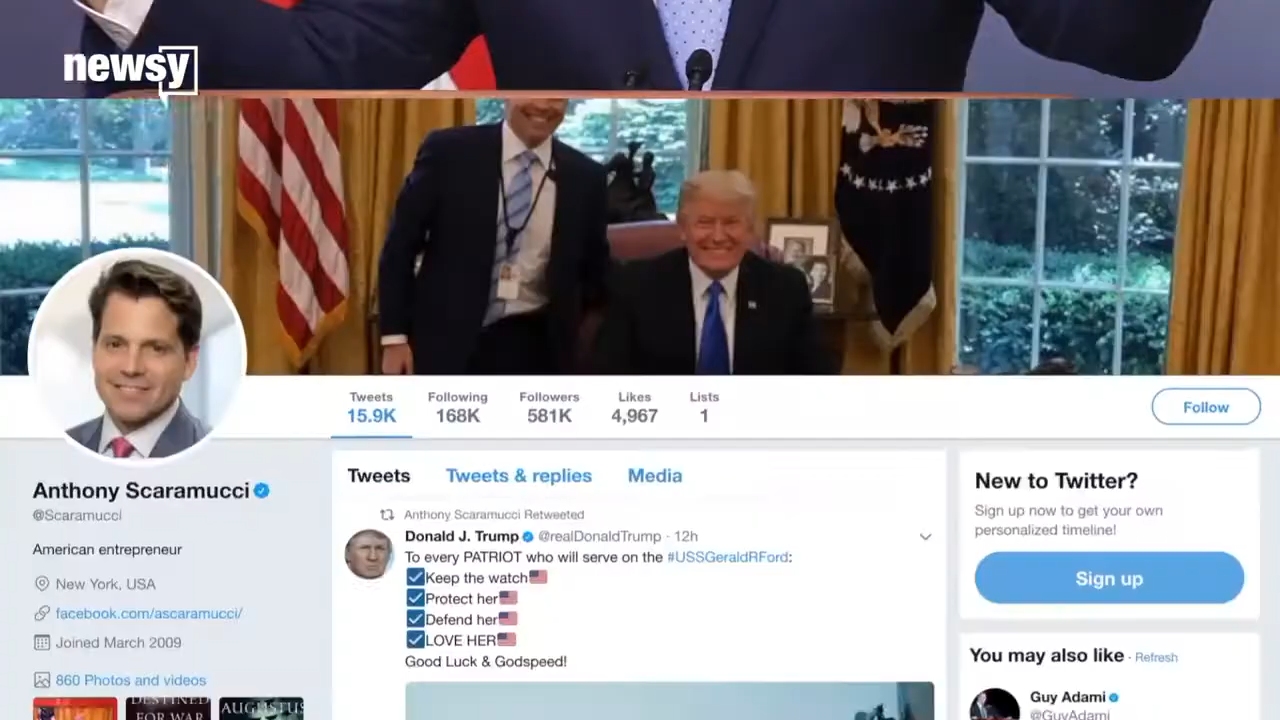 newsy
Tweets
Following
Followers
Likes
Lists
15.9K
168K
581K
4,967
1
Follow
Anthony Scaramucci
@Scaramucci
American entrepreneur
New York, USA
facebook.com/ascaramucci/
Joined March 2009
860 Photos and videos
DESTINED
FOR WAR
AUGUSTUS
Tweets
Tweets & replies
Media
Anthony Scaramucci Retweeted
Donald J. Trump @realDonaldTrump · 12h
To every PATRIOT who will serve on the #USSGeraldRFord:
☑Keep the watch🇺🇸
☑Protect her🇺🇸
☑Defend her🇺🇸
☑LOVE HER🇺🇸
Good Luck & Godspeed!
New to Twitter?
Sign up now to get your own
personalized timeline!
Sign up
You may also like · Refresh
Guy Adami
@GuyAdami